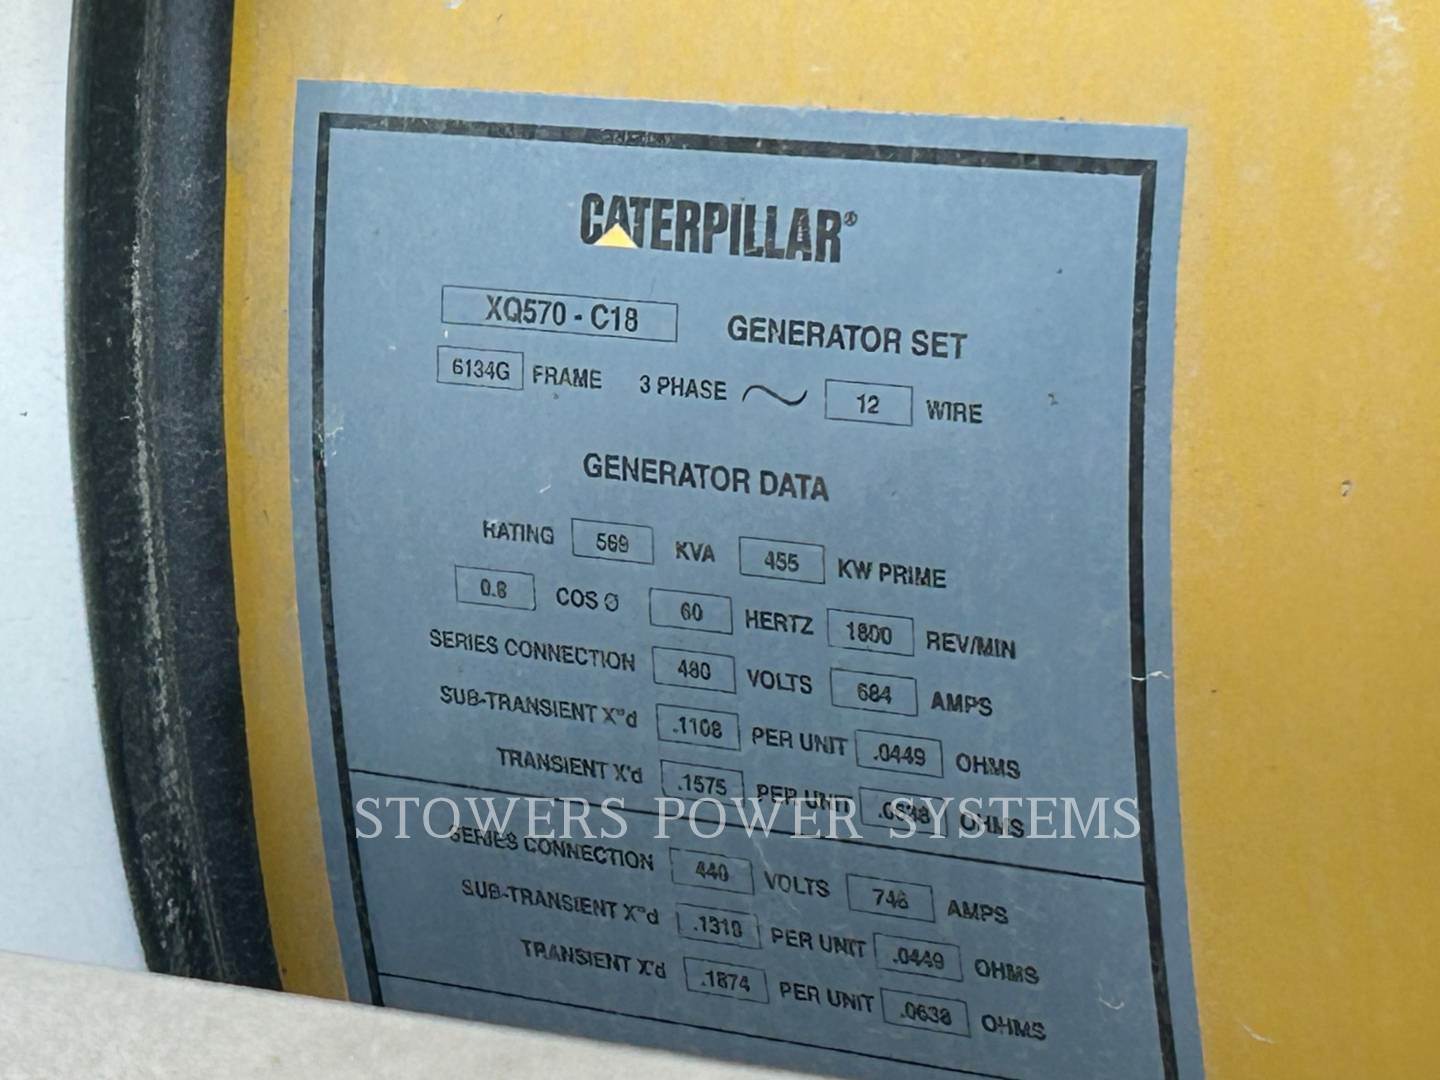 CATERPILLAR®
XQ570 - C18 GENERATOR SET
6134G FRAME 3 PHASE 12 WIRE
GENERATOR DATA
RATING 569 KVA 455 KW PRIME
0.8 COS Ø 60 HERTZ 1800 REV/MIN
SERIES CONNECTION 480 VOLTS 684 AMPS
SUB-TRANSIENT X"d .1108 PER UNIT .0449 OHMS
TRANSIENT X'd .1575 PER UNIT .0638 OHMS
STOWERS POWER SYSTEMS
SERIES CONNECTION 440 VOLTS 746 AMPS
SUB-TRANSIENT X"d .1318 PER UNIT .0449 OHMS
TRANSIENT X'd .1874 PER UNIT .0638 OHMS